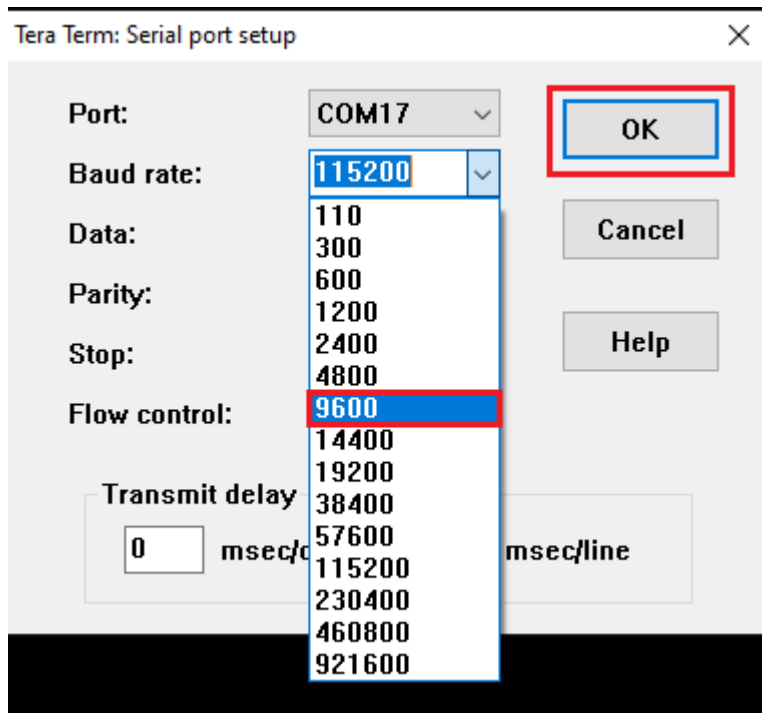 Tera Term: Serial port setup
Port:
COM17
OK
Baud rate:
115200
110
Data:
Cancel
300
600
Parity:
1200
2400
Stop:
Help
4800
Flow control:
9600
14400
19200
Transmit delay
38400
57600
0
msec/c
msec/line
115200
230400
460800
921600